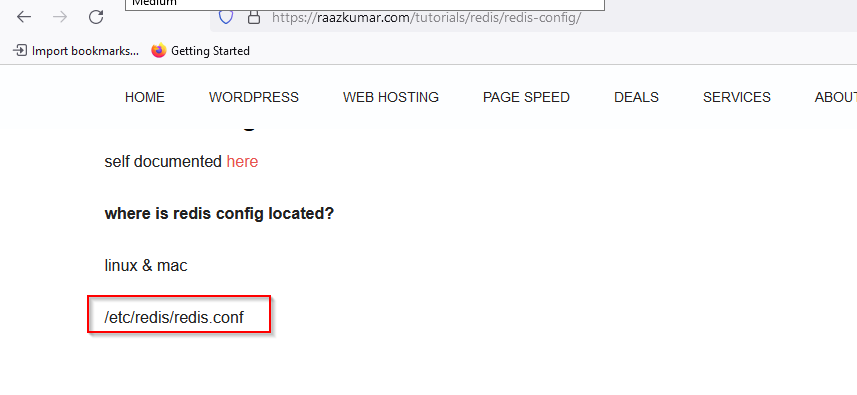 Medium
https://raazkumar.com/tutorials/redis/redis-config/
Import bookmarks... Getting Started
HOME WORDPRESS WEB HOSTING PAGE SPEED DEALS SERVICES ABOU
self documented here
where is redis config located?
linux & mac
/etc/redis/redis.conf